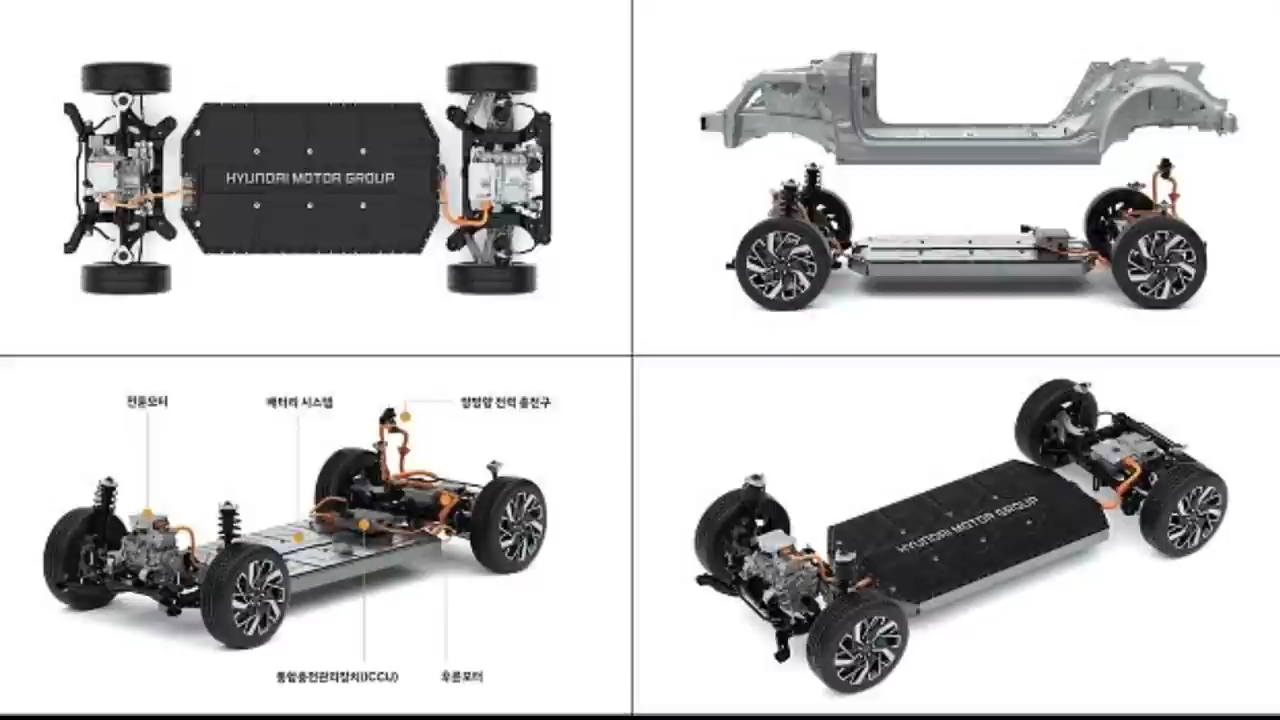 HYUNDAI MOTOR GROUP
전륜모터
배터리 시스템
양방향 전력 충전구
통합충전관리장치(ICCU)
후륜모터
HYUNDAI MOTOR GROUP